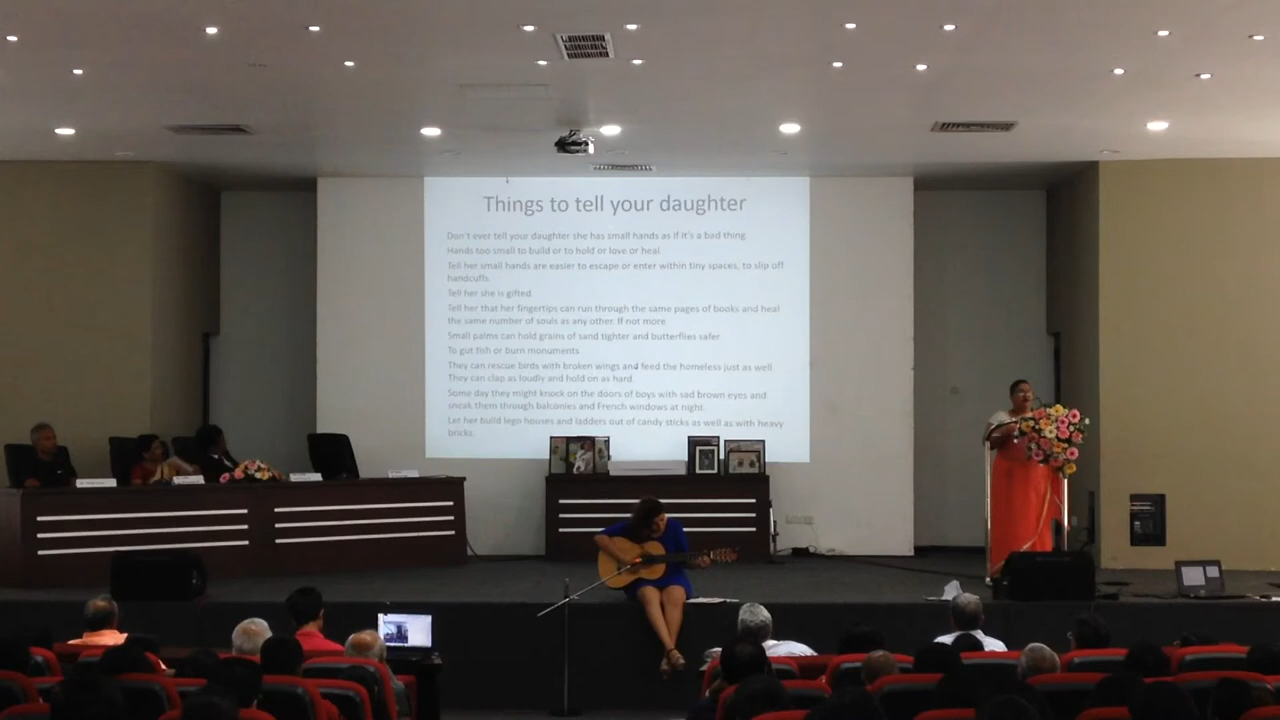 Things to tell your daughter
Don't ever tell your daughter she has small hands as if it's a bad thing.
Hands too small to build or to hold or love or heal.
Tell her small hands are easier to escape or enter within tiny spaces, to slip off
handcuffs.
Tell her she is gifted.
Tell her that her fingertips can run through the same pages of books and heal
the same number of souls as any other. If not more
Small palms can hold grains of sand tighter and butterflies safer
To gut fish or burn monuments
They can rescue birds with broken wings and feed the homeless just as well
They can clap as loudly and hold on as hard.
Some day they might knock on the doors of boys with sad brown eyes and
sneak them through balconies and French windows at night.
Let her build lego houses and ladders out of candy sticks as well as with heavy
bricks.